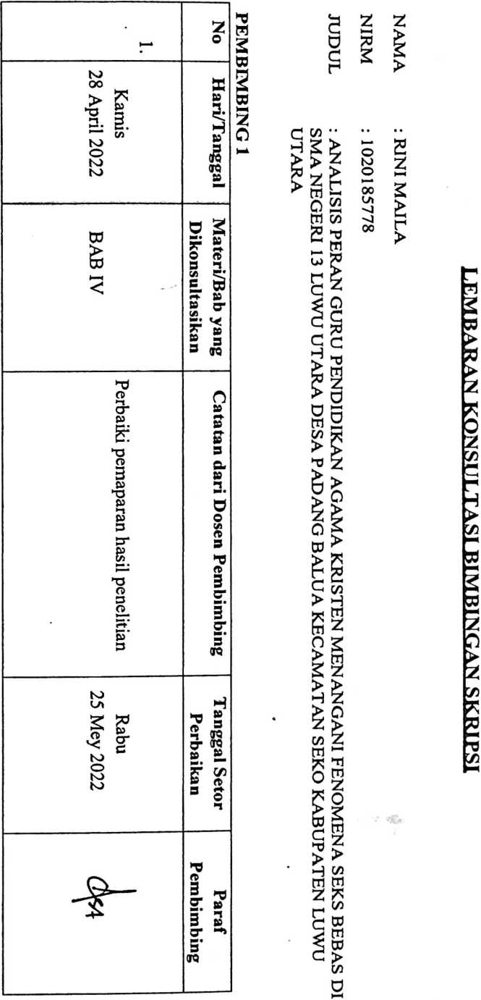 LEMBARAN KONSULTASI BIMBINGAN SKRIPSI
NAMA : RINI MAILA
NIRM : 1020185778
JUDUL : ANALISIS PERAN GURU PENDIDIKAN AGAMA KRISTEN MENANGANI FENOMENA SEKS BEBAS DI
SMA NEGERI 13 LUWU UTARA DESA PADANG BALUA KECAMATAN SEKO KABUPATEN LUWU
UTARA
PEMBIMBING 1
No Hari/Tanggal Materi/Bab yang Dikonsultasikan Catatan dari Dosen Pembimbing Tanggal Setor Perbaikan Paraf Pembimbing
1. Kamis 28 April 2022 BAB IV Perbaiki pemaparan hasil penelitian Rabu 25 Mey 2022